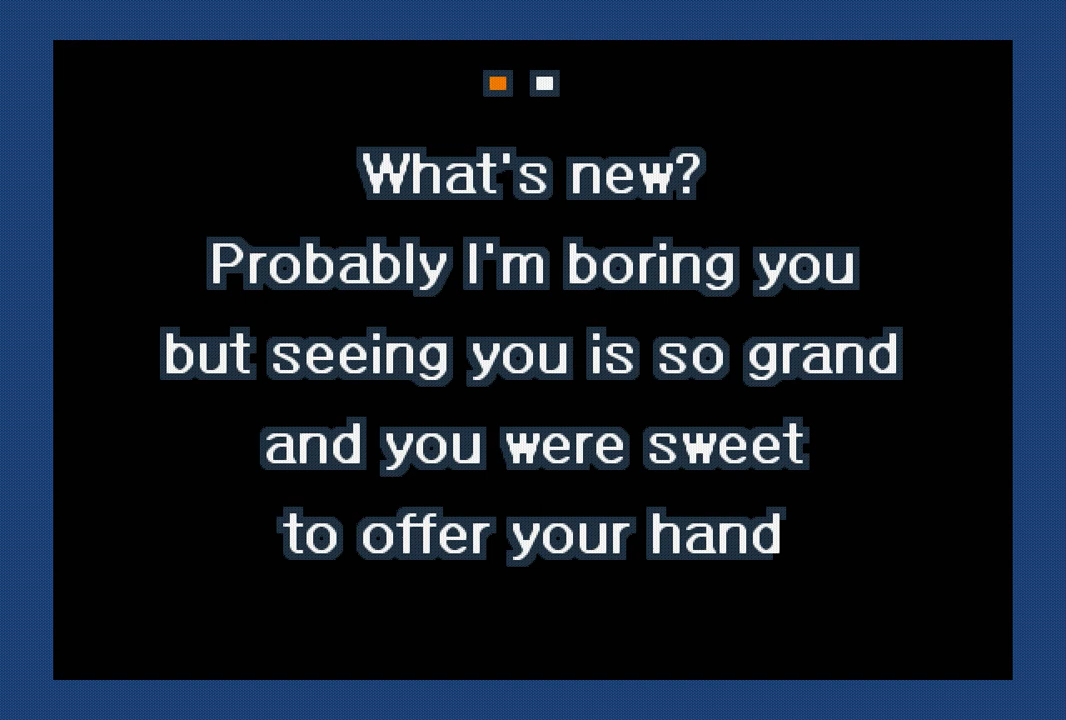 What's new?
Probably I'm boring you
but seeing you is so grand
and you were sweet
to offer your hand